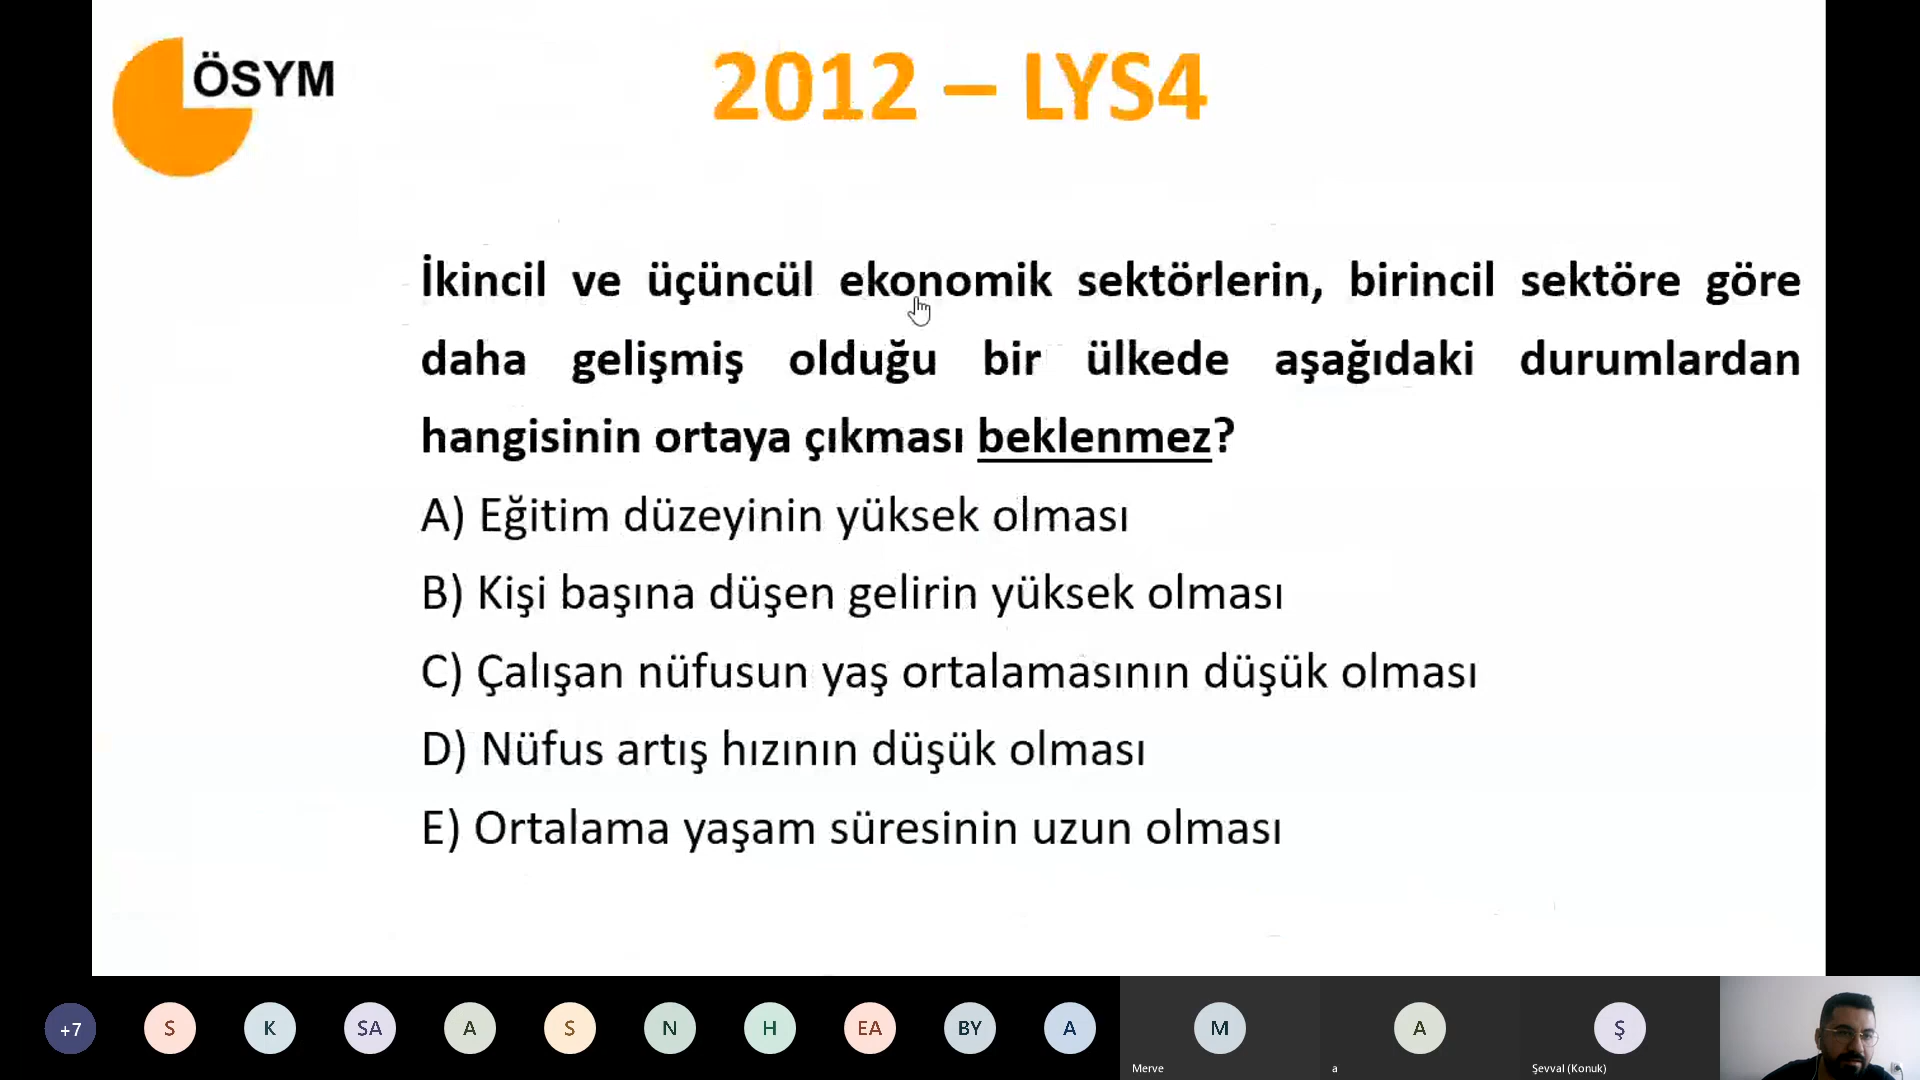 ÖSYM
2012 – LYS4
İkincil ve üçüncül ekonomik sektörlerin, birincil sektöre göre
daha gelişmiş olduğu bir ülkede aşağıdaki durumlardan
hangisinin ortaya çıkması beklenmez?
A) Eğitim düzeyinin yüksek olması
B) Kişi başına düşen gelirin yüksek olması
C) Çalışan nüfusun yaş ortalamasının düşük olması
D) Nüfus artış hızının düşük olması
E) Ortalama yaşam süresinin uzun olması
+7 S K SA A S N H EA BY A M A Ş
Merve a Şevval (Konuk)